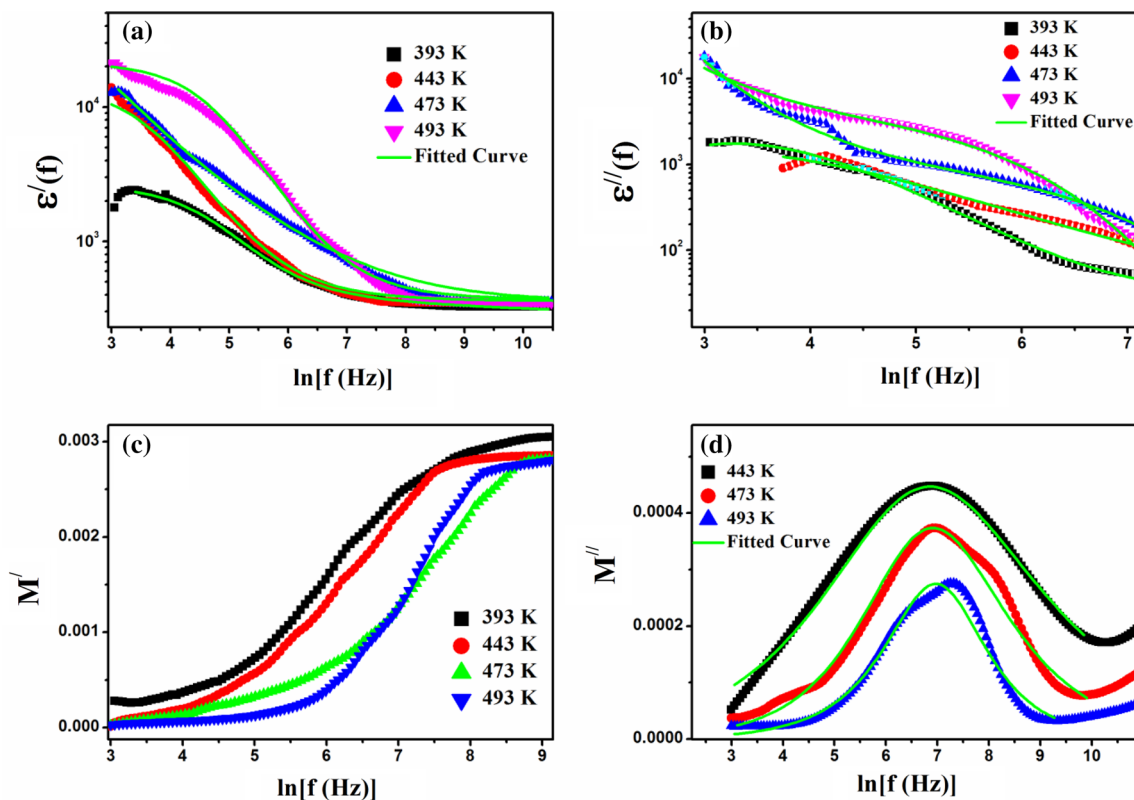 (a)
393 K
443 K
473 K
493 K
Fitted Curve
10⁴
10³
ε′(f)
3 4 5 6 7 8 9 10
ln[f (Hz)]
(b)
393 K
443 K
473 K
493 K
Fitted Curve
10⁴
10³
10²
ε′′(f)
3 4 5 6 7
ln[f (Hz)]
(c)
393 K
443 K
473 K
493 K
0.003
0.002
0.001
0.000
M′
3 4 5 6 7 8 9
ln[f (Hz)]
(d)
443 K
473 K
493 K
Fitted Curve
0.0004
0.0002
0.0000
M′′
3 4 5 6 7 8 9 10
ln[f (Hz)]